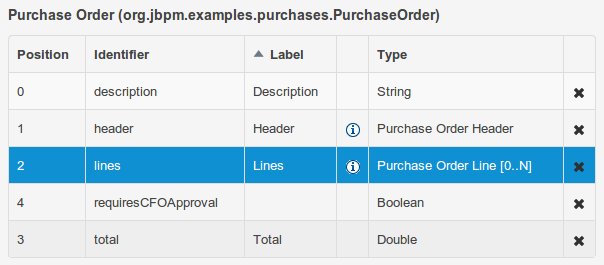 Purchase Order (org.jbpm.examples.purchases.PurchaseOrder)
Position Identifier Label Type
0 description Description String
1 header Header Purchase Order Header
2 lines Lines Purchase Order Line [0..N]
4 requiresCFOApproval Boolean
3 total Total Double